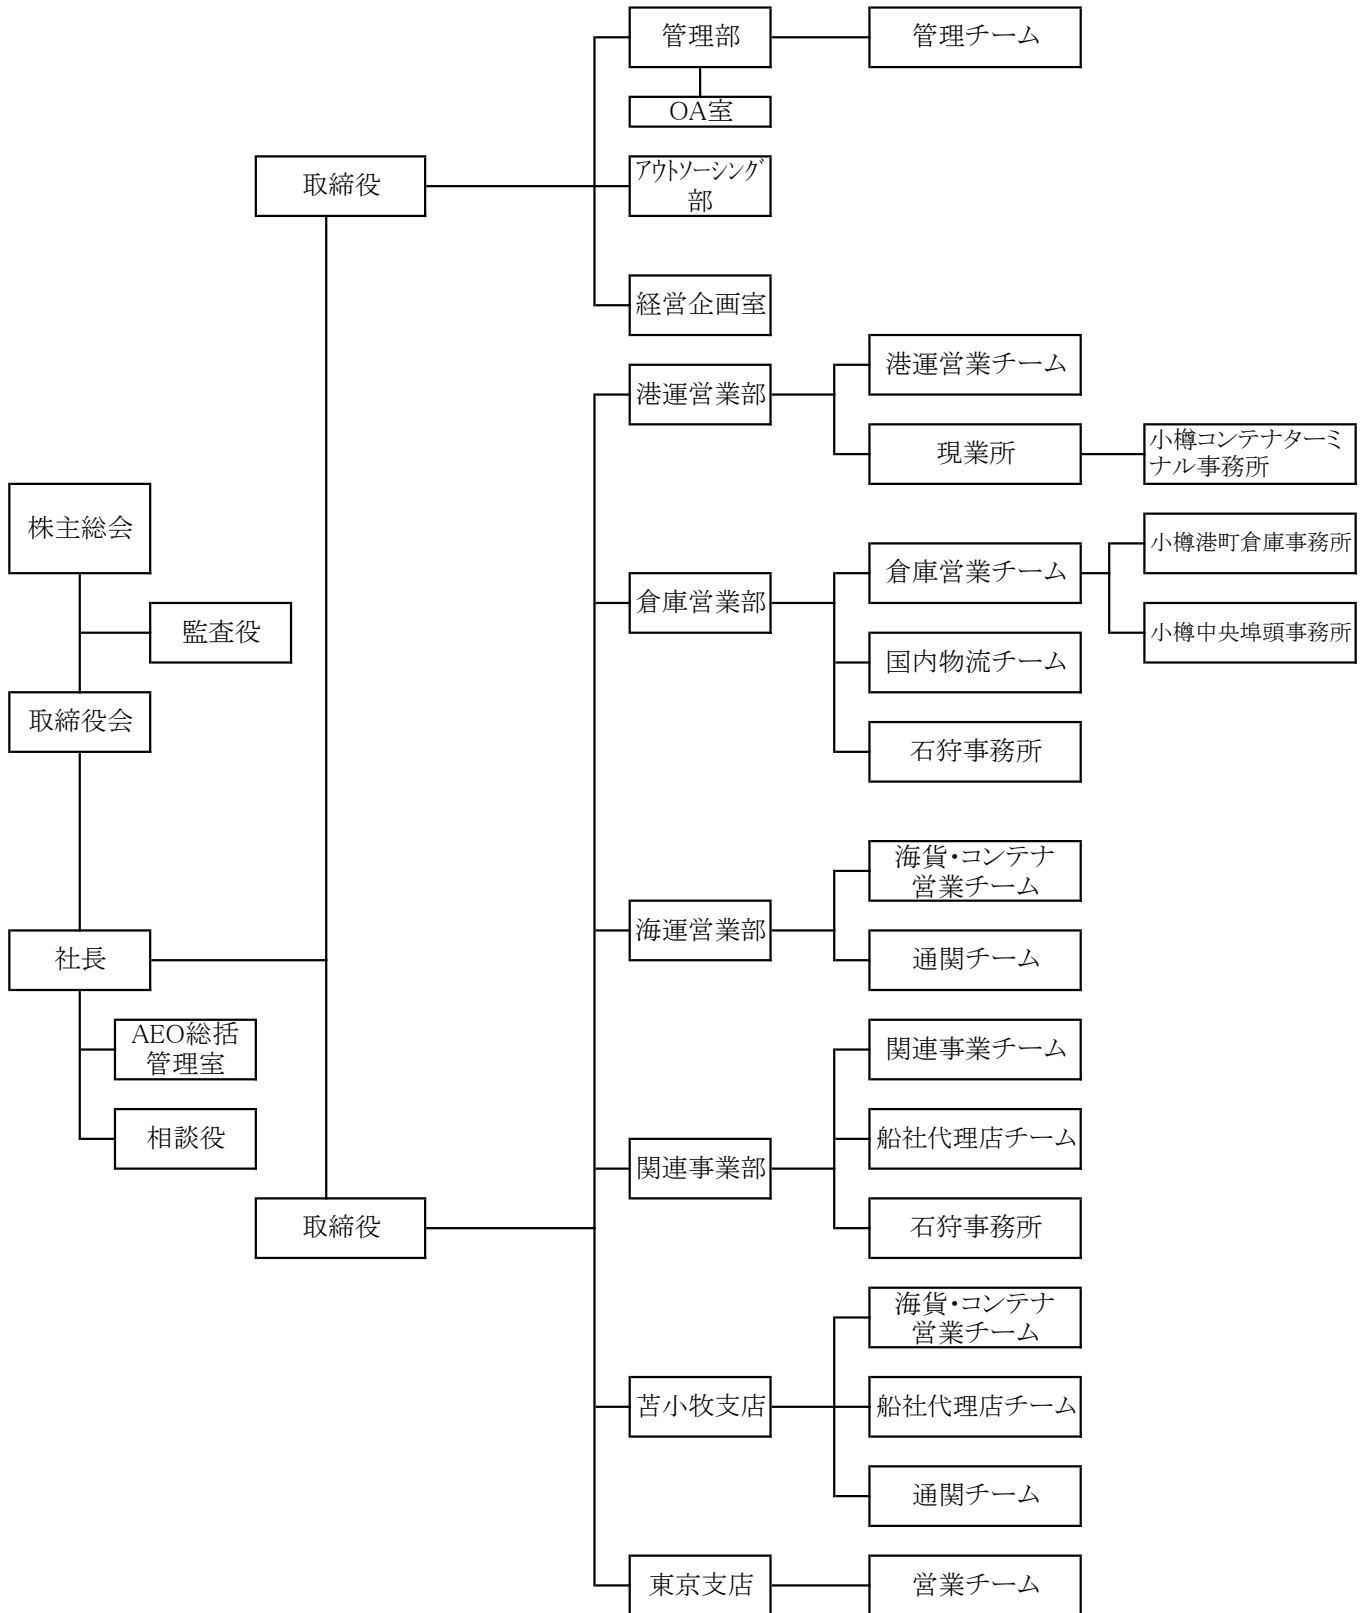 管理部
管理チーム
OA室
取締役
アウトソーシング
部
経営企画室
港運営業部
港運営業チーム
現業所
小樽コンテナターミ
ナル事務所
株主総会
監査役
取締役会
倉庫営業部
倉庫営業チーム
小樽港町倉庫事務所
小樽中央埠頭事務所
国内物流チーム
石狩事務所
海運営業部
海貨・コンテナ
営業チーム
通関チーム
社長
AEO総括
管理室
相談役
取締役
関連事業部
関連事業チーム
船社代理店チーム
石狩事務所
苫小牧支店
海貨・コンテナ
営業チーム
船社代理店チーム
通関チーム
東京支店
営業チーム